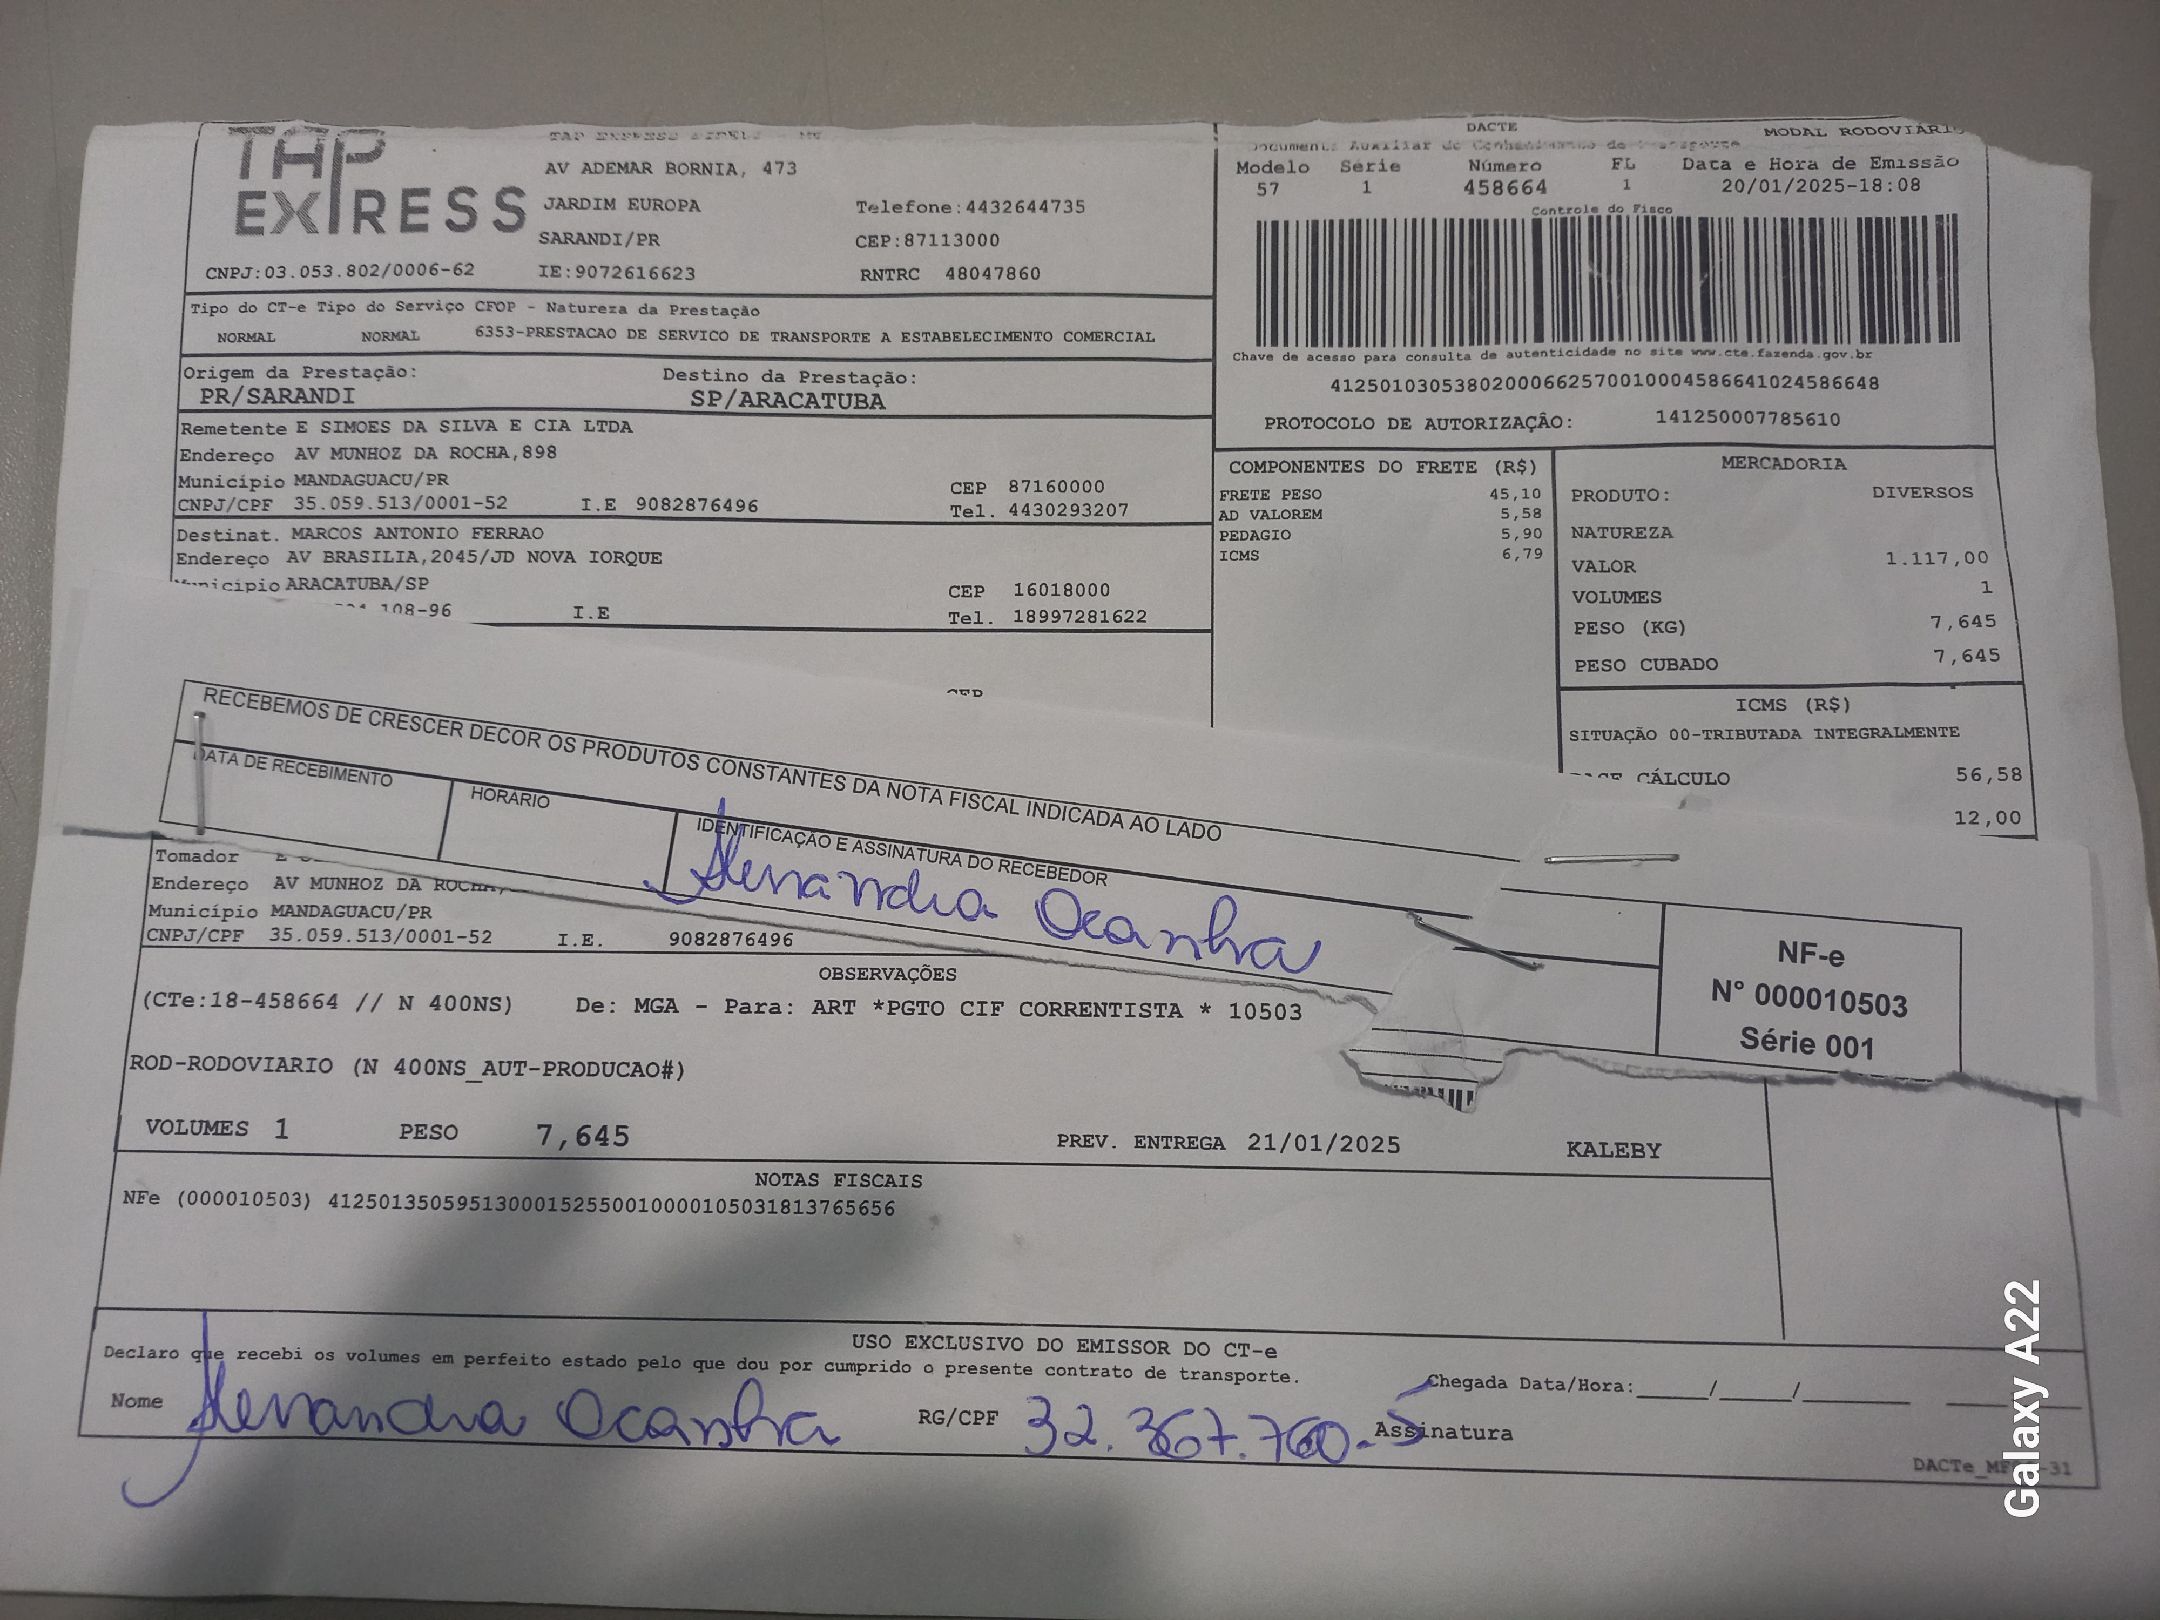 TAP EXPRESS
AV ADEMAR BORNIA, 473
JARDIM EUROPA Telefone:4432644735
SARANDI/PR CEP:87113000
CNPJ:03.053.802/0006-62 IE:9072616623 RNTRC 48047860
DACTE MODAL RODOVIÁRIO
Modelo Série Número FL Data e Hora de Emissão
57 1 458664 1 20/01/2025-18:08
Controle do Fisco
Chave de acesso para consulta de autenticidade no site www.cte.fazenda.gov.br
41250103053802000662570010004586641024586648
PROTOCOLO DE AUTORIZAÇÂO: 141250007785610
Tipo do CT-e Tipo do Serviço CFOP - Natureza da Prestação
NORMAL NORMAL 6353-PRESTACAO DE SERVICO DE TRANSPORTE A ESTABELECIMENTO COMERCIAL
Origem da Prestação: Destino da Prestação:
PR/SARANDI SP/ARACATUBA
Remetente E SIMOES DA SILVA E CIA LTDA
Endereço AV MUNHOZ DA ROCHA,898
Município MANDAGUACU/PR CEP 87160000
CNPJ/CPF 35.059.513/0001-52 I.E 9082876496 Tel. 4430293207
Destinat. MARCOS ANTONIO FERRAO
Endereço AV BRASILIA,2045/JD NOVA IORQUE
Município ARACATUBA/SP CEP 16018000
108-96 I.E Tel. 18997281622
COMPONENTES DO FRETE (R$)
FRETE PESO 45,10
AD VALOREM 5,58
PEDAGIO 5,90
ICMS 6,79
MERCADORIA
PRODUTO: DIVERSOS
NATUREZA
VALOR 1.117,00
VOLUMES 1
PESO (KG) 7,645
PESO CUBADO 7,645
ICMS (R$)
SITUAÇÃO 00-TRIBUTADA INTEGRALMENTE
CÁLCULO 56,58
12,00
RECEBEMOS DE CRESCER DECOR OS PRODUTOS CONSTANTES DA NOTA FISCAL INDICADA AO LADO
DATA DE RECEBIMENTO HORÁRIO IDENTIFICAÇÃO E ASSINATURA DO RECEBEDOR
Alessandra Ocanha
NF-e
N° 000010503
Série 001
Tomador
Endereço AV MUNHOZ DA ROCHA,
Município MANDAGUACU/PR
CNPJ/CPF 35.059.513/0001-52 I.E. 9082876496
OBSERVAÇÕES
(CTe:18-458664 // N 400NS) De: MGA - Para: ART *PGTO CIF CORRENTISTA * 10503
ROD-RODOVIARIO (N 400NS_AUT-PRODUCAO#)
VOLUMES 1 PESO 7,645 PREV. ENTREGA 21/01/2025 KALEBY
NOTAS FISCAIS
NFe (000010503) 41250135059513000152550010000105031813765656
USO EXCLUSIVO DO EMISSOR DO CT-e
Declaro que recebi os volumes em perfeito estado pelo que dou por cumprido o presente contrato de transporte.
Chegada Data/Hora:_____/_____/_____
Nome Alessandra Ocanha RG/CPF 32.367.760-5 Assinatura
Galaxy A22